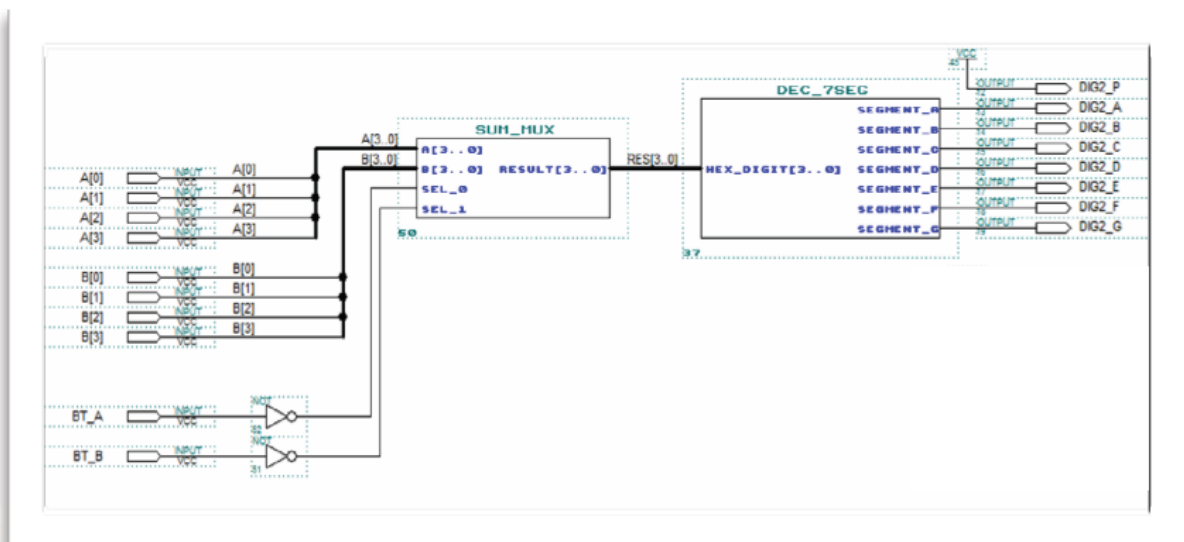 VCC
41
DEC_7SEG
OUTPUT DIG2_P
SEGMENT_A OUTPUT DIG2_A
SEGMENT_B OUTPUT DIG2_B
SEGMENT_C OUTPUT DIG2_C
HEX_DIGIT[3..0] SEGMENT_D OUTPUT DIG2_D
SEGMENT_E OUTPUT DIG2_E
SEGMENT_F OUTPUT DIG2_F
SEGMENT_G OUTPUT DIG2_G
37
SUM_MUX
A[3..0] A[3..0]
B[3..0] B[3..0] RESULT[3..0] RES[3..0]
SEL_0
SEL_1
50
A[0] INPUT VCC A[0]
A[1] INPUT VCC A[1]
A[2] INPUT VCC A[2]
A[3] INPUT VCC A[3]
B[0] INPUT VCC B[0]
B[1] INPUT VCC B[1]
B[2] INPUT VCC B[2]
B[3] INPUT VCC B[3]
BT_A INPUT VCC NOT
BT_B INPUT VCC NOT
51